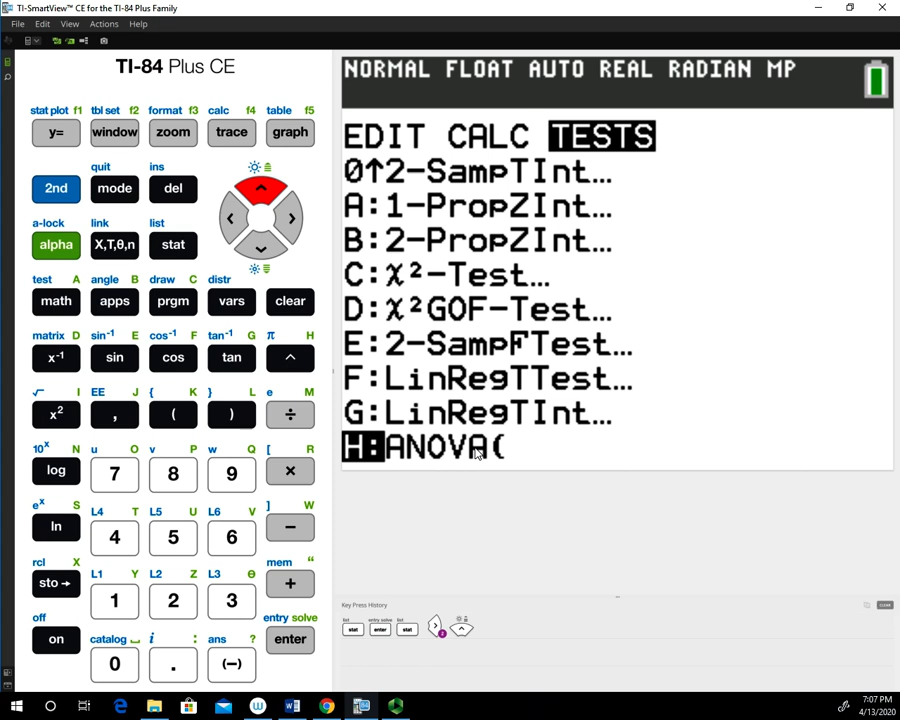 TI-SmartView™ CE for the TI-84 Plus Family
File Edit View Actions Help
TI-84 Plus CE
stat plot f1 tbl set f2 format f3 calc f4 table f5
y= window zoom trace graph
quit ins
2nd mode del
a-lock link list
alpha X,T,θ,n stat
test A angle B draw C distr
math apps prgm vars clear
matrix D sin⁻¹ E cos⁻¹ F tan⁻¹ G π H
x⁻¹ sin cos tan ^
√ I EE J { K } L e M
x² , ( ) ÷
10ˣ N u O v P w Q [ R
log 7 8 9 ×
eˣ S L4 T L5 U L6 V ] W
ln 4 5 6 −
rcl X L1 Y L2 Z L3 θ mem “
sto→ 1 2 3 +
off catalog ⎵ i : ans ? entry solve
on 0 . (−) enter
NORMAL FLOAT AUTO REAL RADIAN MP
EDIT CALC TESTS
0↑2-SampTInt…
A:1-PropZInt…
B:2-PropZInt…
C:χ²-Test…
D:χ²GOF-Test…
E:2-SampFTest…
F:LinRegTTest…
G:LinRegTInt…
H:ANOVA(
Key Press History
CLEAR
list entry solve list
stat enter stat > 2 ^
7:07 PM
4/13/2020